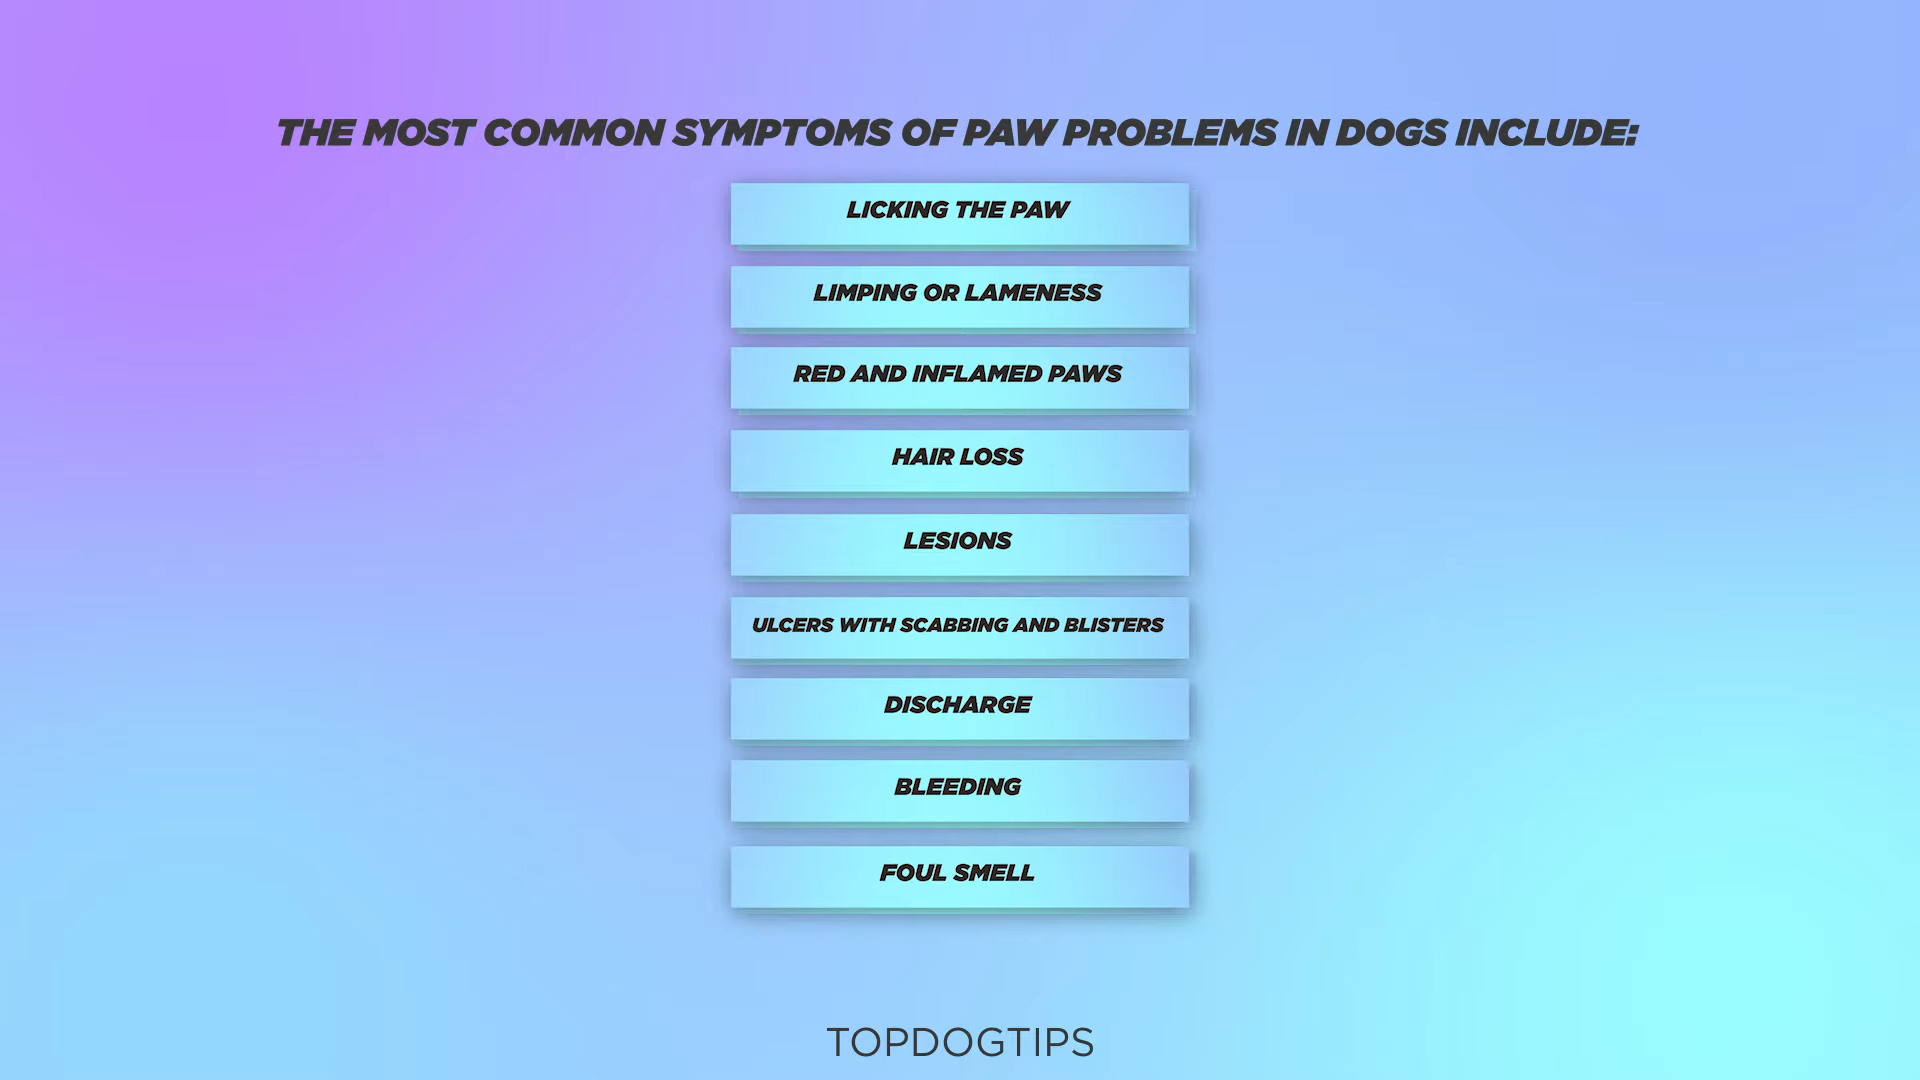 THE MOST COMMON SYMPTOMS OF PAW PROBLEMS IN DOGS INCLUDE:
LICKING THE PAW
LIMPING OR LAMENESS
RED AND INFLAMED PAWS
HAIR LOSS
LESIONS
ULCERS WITH SCABBING AND BLISTERS
DISCHARGE
BLEEDING
FOUL SMELL
TOPDOGTIPS